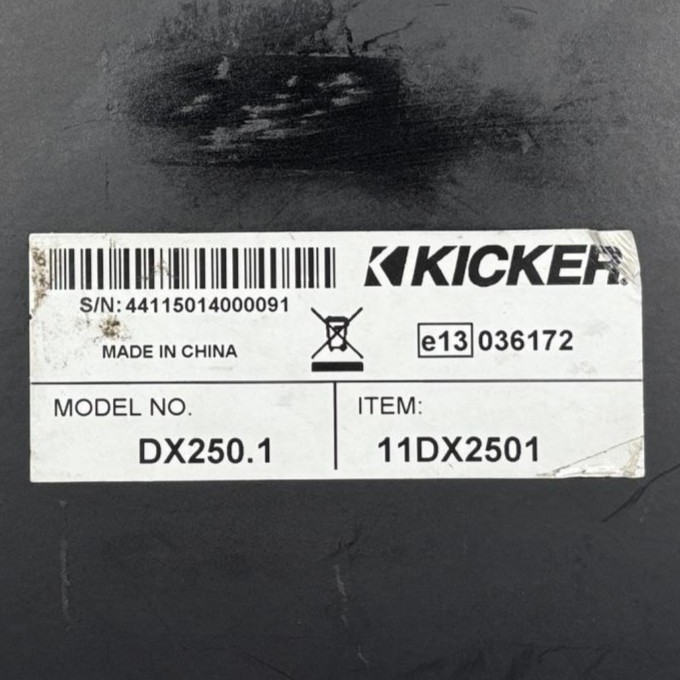 KICKER
S/N: 44115014000091
MADE IN CHINA
e13 036172
MODEL NO.
DX250.1
ITEM:
11DX2501